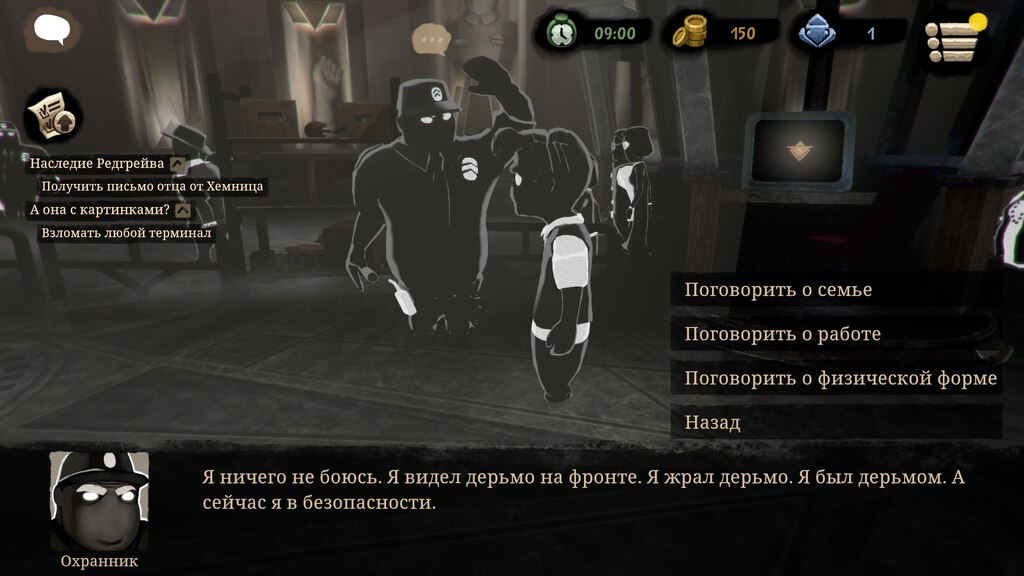 09:00
150
1
Наследие Редгрейва
Получить письмо отца от Хемница
А она с картинками?
Взломать любой терминал
Поговорить о семье
Поговорить о работе
Поговорить о физической форме
Назад
Я ничего не боюсь. Я видел дерьмо на фронте. Я жрал дерьмо. Я был дерьмом. А
сейчас я в безопасности.
Охранник